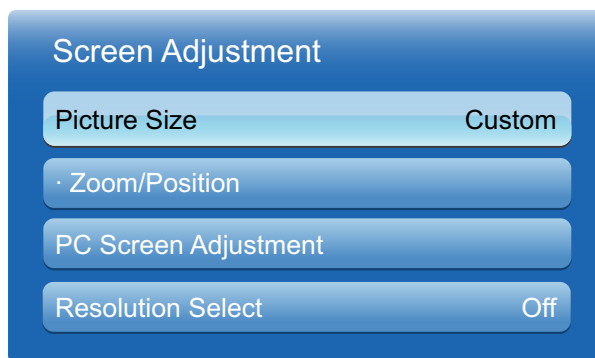 Screen Adjustment
Picture Size Custom
· Zoom/Position
PC Screen Adjustment
Resolution Select Off